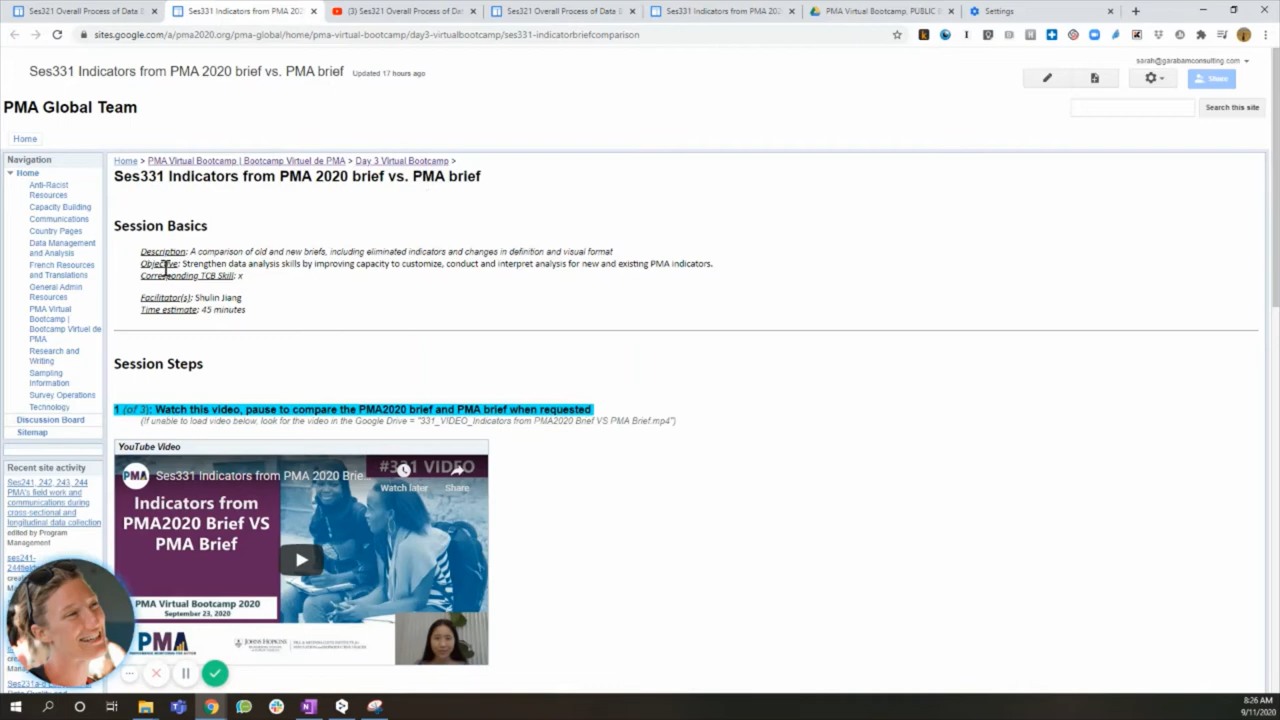 Ses321 Overall Process of Data
Ses331 Indicators from PMA 202
(3) Ses321 Overall Process of Da
Ses321 Overall Process of Data
Ses331 Indicators from PMA 202
PMA Virtual Bootcamp, PUBLIC
Settings
sites.google.com/a/pma2020.org/pma-global/home/pma-virtual-bootcamp/day3-virtualbootcamp/ses331-indicatorbriefcomparison
sarah@garabamconsulting.com
Ses331 Indicators from PMA 2020 brief vs. PMA brief Updated 17 hours ago
Share
PMA Global Team
Search this site
Home
Navigation
Home
Anti-Racist
Resources
Capacity Building
Communications
Country Pages
Data Management
and Analysis
French Resources
and Translations
General Admin
Resources
PMA Virtual
Bootcamp |
Bootcamp Virtuel de
PMA
Research and
Writing
Sampling
Information
Survey Operations
Technology
Discussion Board
Sitemap
Recent site activity
Ses241, 242, 243, 244
PMA's field work and
communications during
cross-sectional and
longitudinal data collection
edited by Program
Management
ses241-
Home > PMA Virtual Bootcamp | Bootcamp Virtuel de PMA > Day 3 Virtual Bootcamp >
Ses331 Indicators from PMA 2020 brief vs. PMA brief
Session Basics
Description: A comparison of old and new briefs, including eliminated indicators and changes in definition and visual format
Objective: Strengthen data analysis skills by improving capacity to customize, conduct and interpret analysis for new and existing PMA indicators.
Corresponding TCB Skill: x
Facilitator(s): Shulin Jiang
Time estimate: 45 minutes
Session Steps
1 (of 3): Watch this video, pause to compare the PMA2020 brief and PMA brief when requested
(If unable to load video below, look for the video in the Google Drive = "331_VIDEO_Indicators from PMA2020 Brief VS PMA Brief.mp4")
YouTube Video
#331 VIDEO
PMA
Ses331 Indicators from PMA 2020 Brie...
Watch later
Share
Indicators from
PMA2020 Brief VS
PMA Brief
PMA Virtual Bootcamp 2020
September 23, 2020
PMA
JOHNS HOPKINS
8:26 AM
9/11/2020